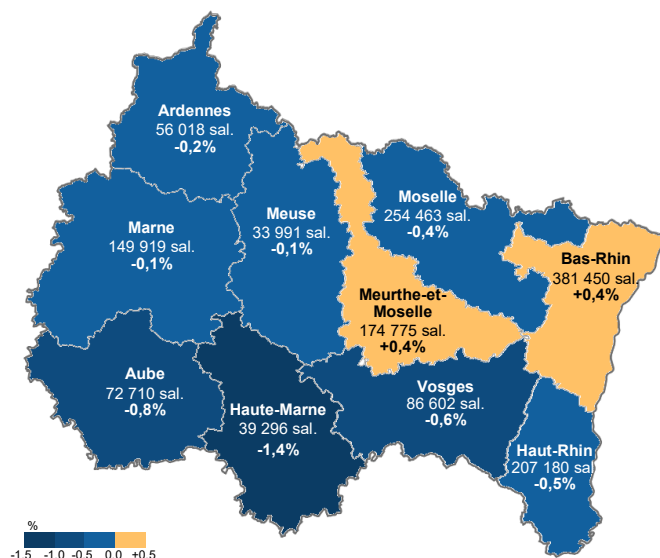 Ardennes
56 018 sal.
-0,2%
Marne
149 919 sal.
-0,1%
Meuse
33 991 sal.
-0,1%
Moselle
254 463 sal.
-0,4%
Bas-Rhin
381 450 sal.
+0,4%
Meurthe-et-
Moselle
174 775 sal.
+0,4%
Aube
72 710 sal.
-0,8%
Haute-Marne
39 296 sal.
-1,4%
Vosges
86 602 sal.
-0,6%
Haut-Rhin
207 180 sal.
-0,5%
%
-1.5 -1.0 -0.5 0.0 +0.5